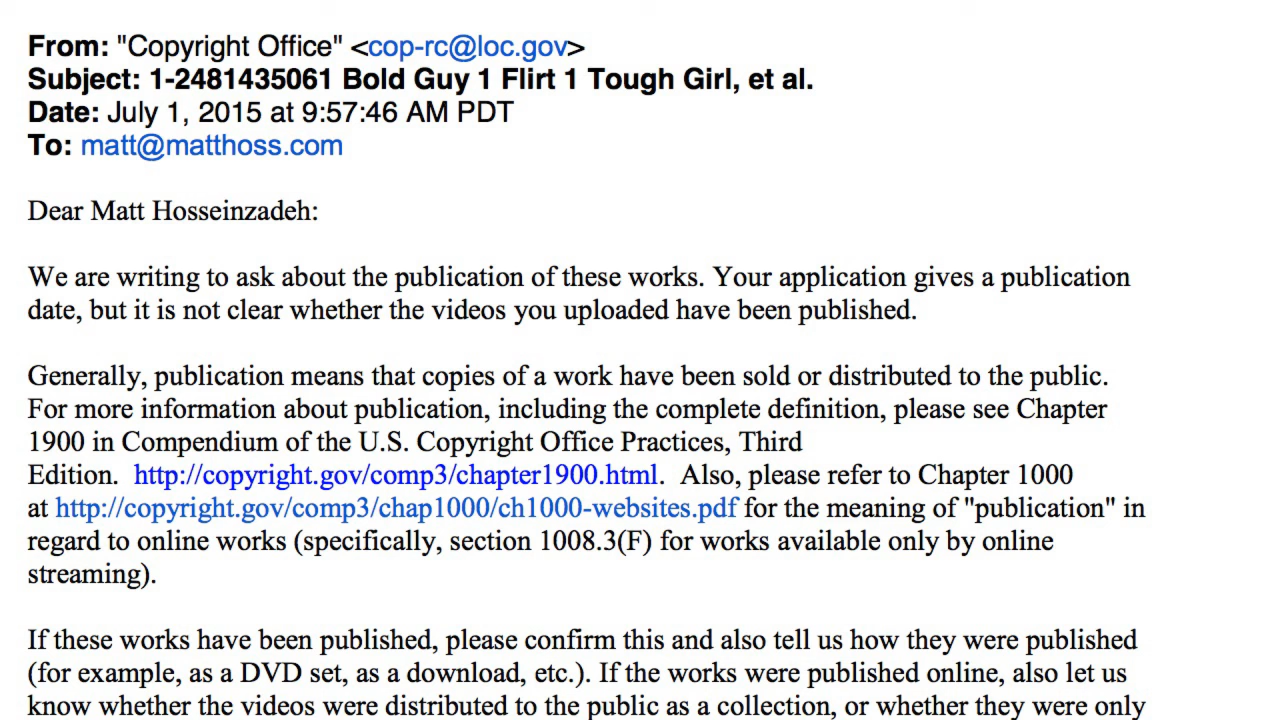 From: "Copyright Office" <cop-rc@loc.gov>
Subject: 1-2481435061 Bold Guy 1 Flirt 1 Tough Girl, et al.
Date: July 1, 2015 at 9:57:46 AM PDT
To: matt@matthoss.com
Dear Matt Hosseinzadeh:
We are writing to ask about the publication of these works. Your application gives a publication
date, but it is not clear whether the videos you uploaded have been published.
Generally, publication means that copies of a work have been sold or distributed to the public.
For more information about publication, including the complete definition, please see Chapter
1900 in Compendium of the U.S. Copyright Office Practices, Third
Edition.  http://copyright.gov/comp3/chapter1900.html.  Also, please refer to Chapter 1000
at http://copyright.gov/comp3/chap1000/ch1000-websites.pdf for the meaning of "publication" in
regard to online works (specifically, section 1008.3(F) for works available only by online
streaming).
If these works have been published, please confirm this and also tell us how they were published
(for example, as a DVD set, as a download, etc.). If the works were published online, also let us
know whether the videos were distributed to the public as a collection, or whether they were only